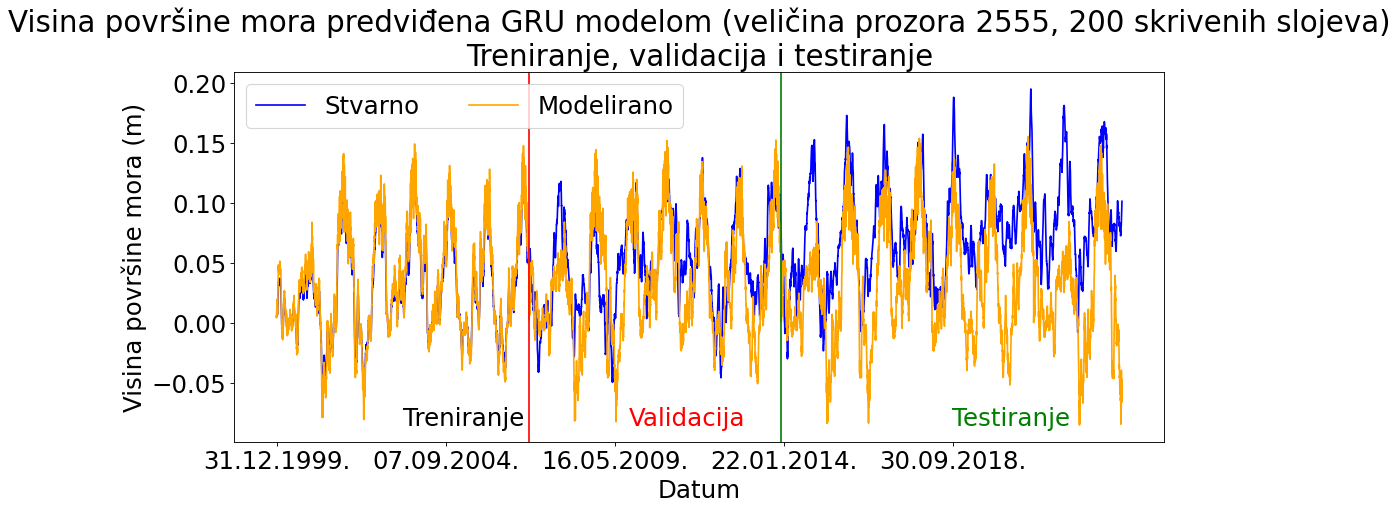 Visina površine mora predviđena GRU modelom (veličina prozora 2555, 200 skrivenih slojeva)
Treniranje, validacija i testiranje
Stvarno
Modelirano
Visina površine mora (m)
0.20
0.15
0.10
0.05
0.00
−0.05
Treniranje
Validacija
Testiranje
31.12.1999.
07.09.2004.
16.05.2009.
22.01.2014.
30.09.2018.
Datum